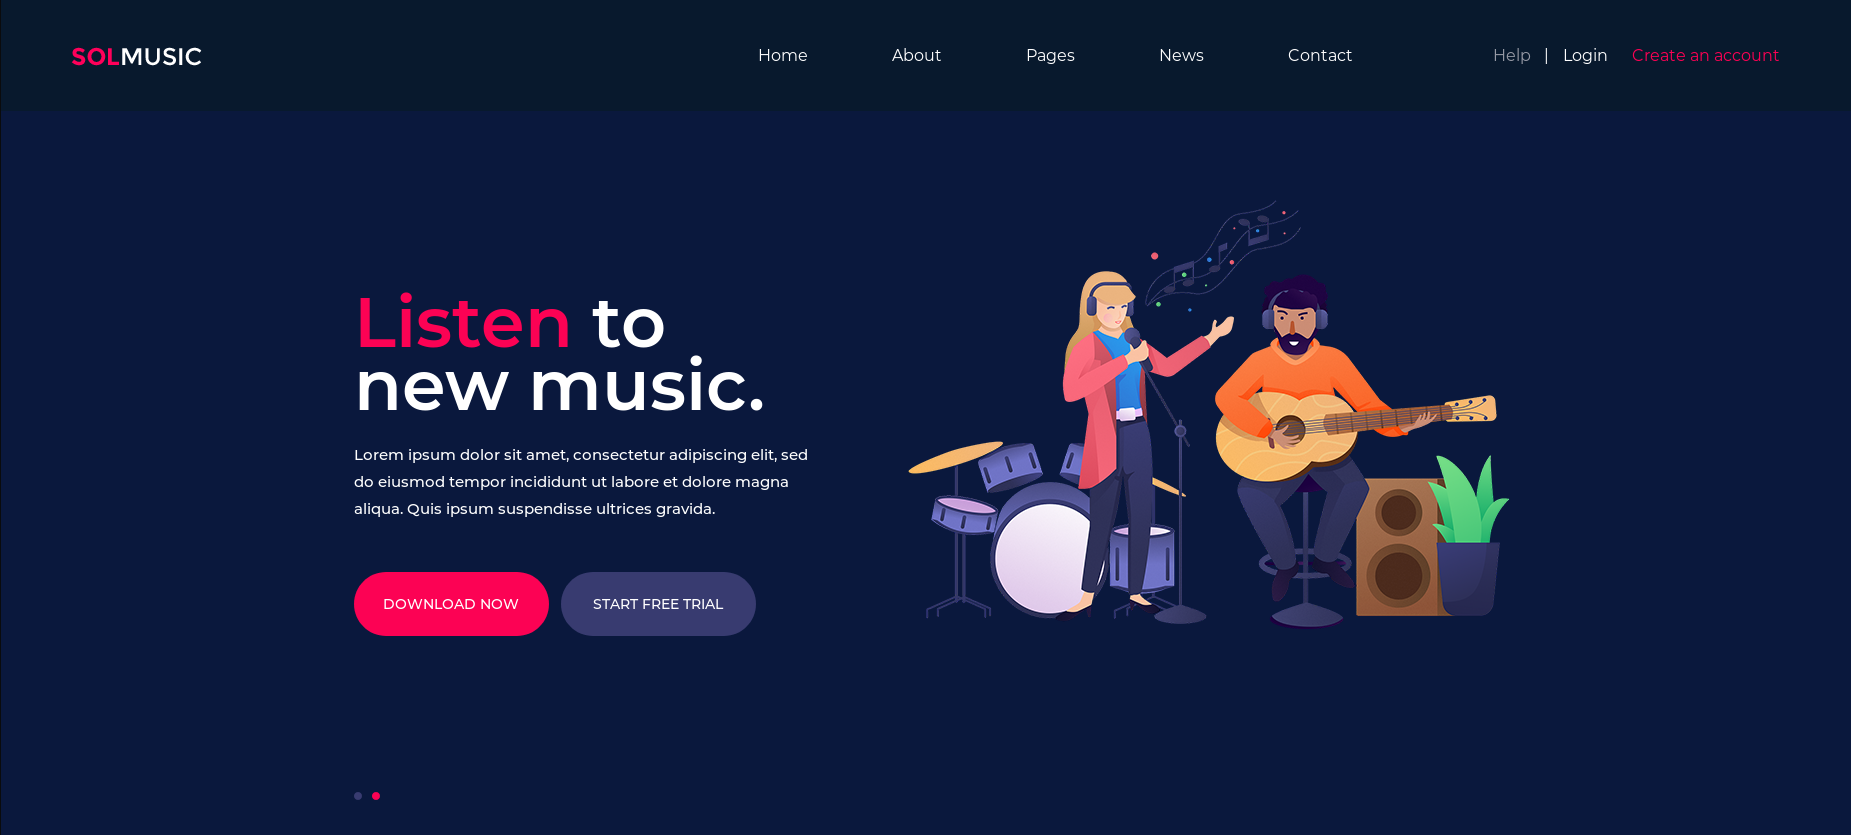 SOLMUSIC
Home About Pages News Contact Help | Login Create an account
Listen to
new music.
Lorem ipsum dolor sit amet, consectetur adipiscing elit, sed
do eiusmod tempor incididunt ut labore et dolore magna
aliqua. Quis ipsum suspendisse ultrices gravida.
DOWNLOAD NOW START FREE TRIAL